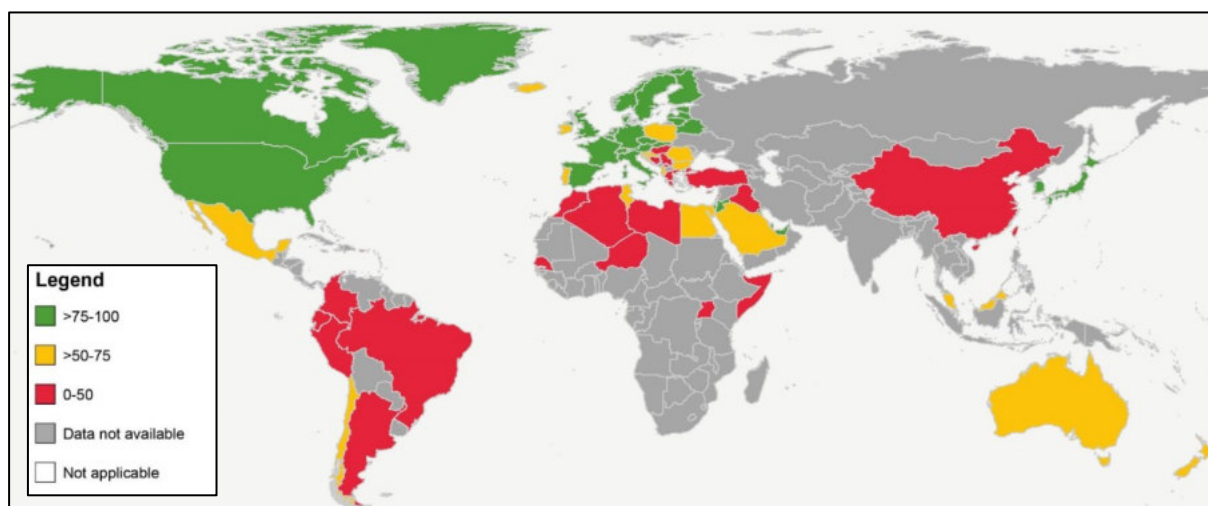 Legend
>75-100
>50-75
0-50
Data not available
Not applicable